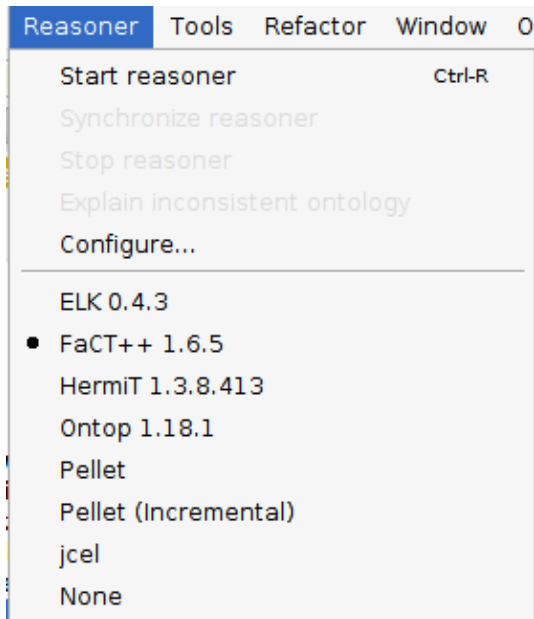 Reasoner Tools Refactor Window O
Start reasoner Ctrl-R
Synchronize reasoner
Stop reasoner
Explain inconsistent ontology
Configure...
ELK 0.4.3
FaCT++ 1.6.5
HermiT 1.3.8.413
Ontop 1.18.1
Pellet
Pellet (Incremental)
jcel
None